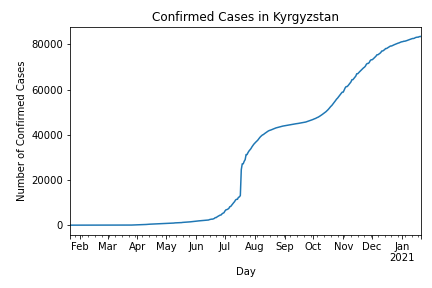 Confirmed Cases in Kyrgyzstan
Number of Confirmed Cases
80000
60000
40000
20000
0
Feb Mar Apr May Jun Jul Aug Sep Oct Nov Dec Jan
2021
Day